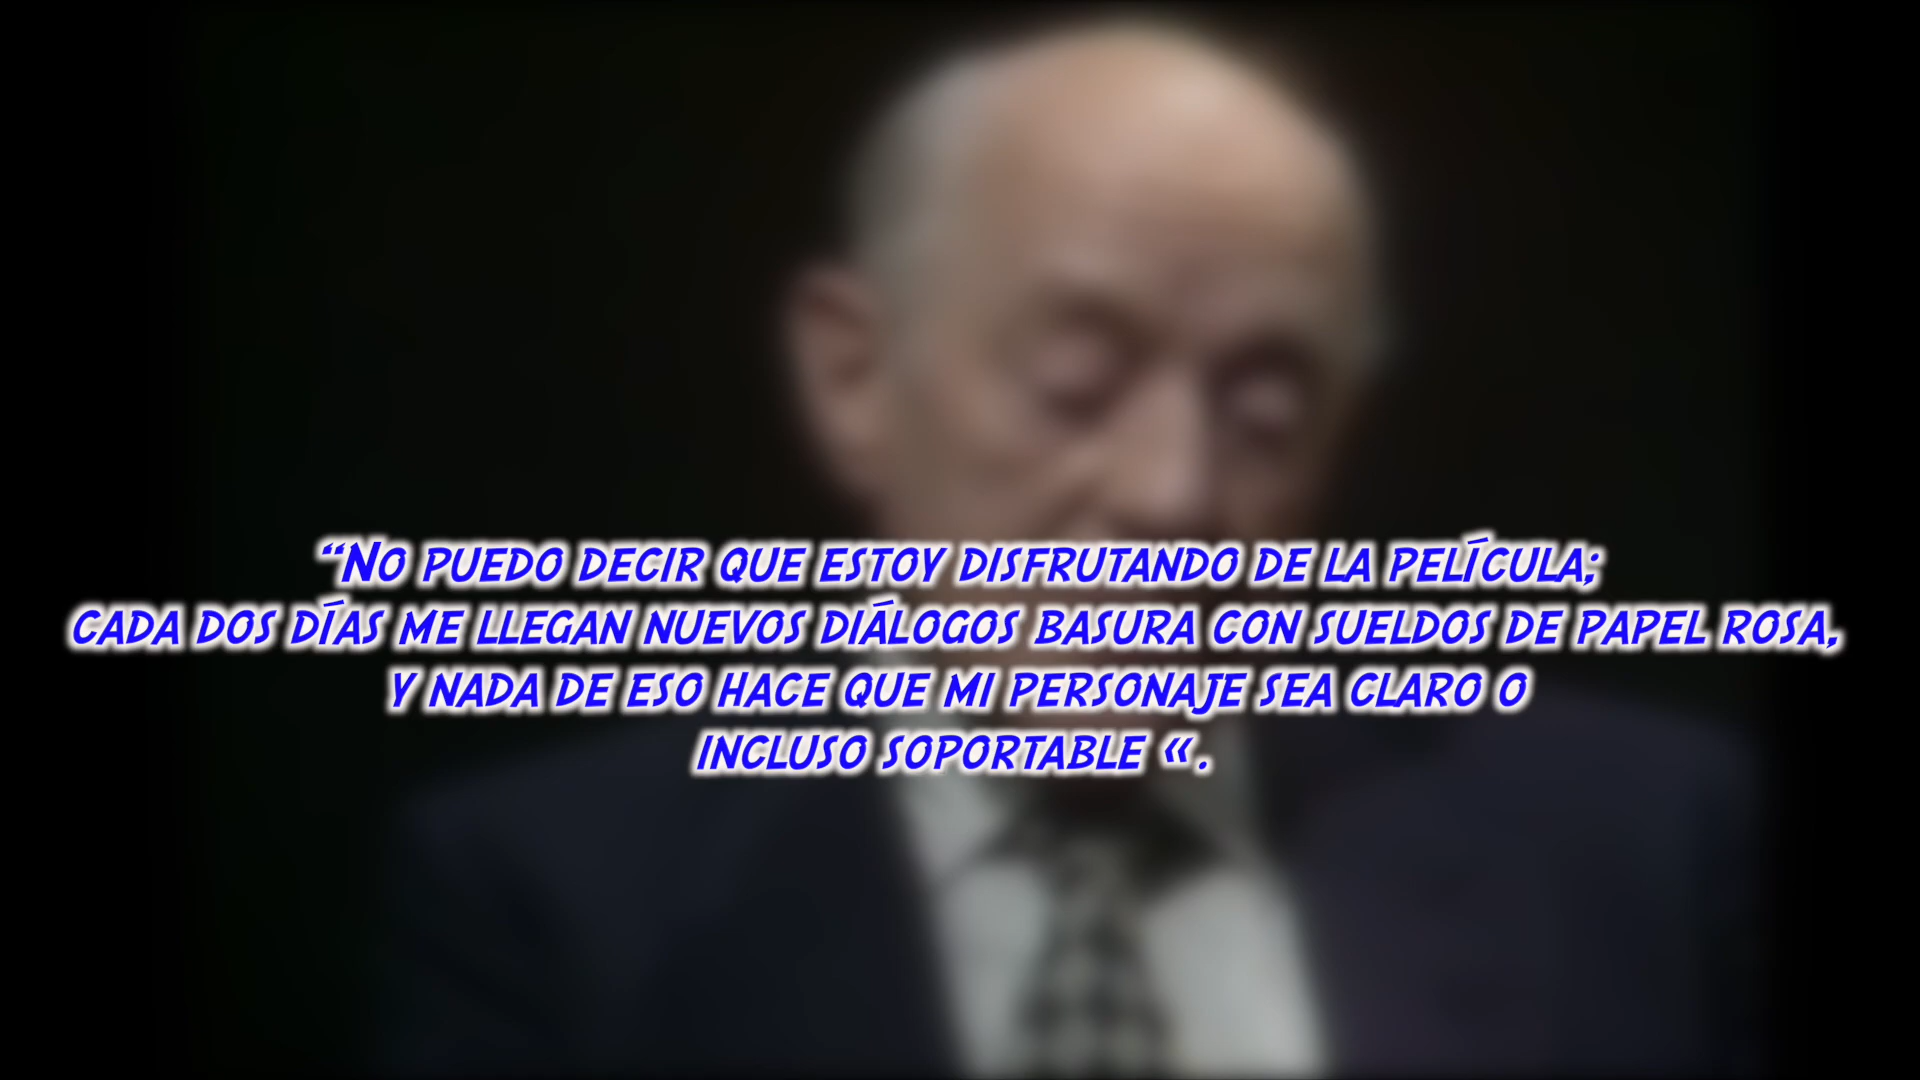 “No puedo decir que estoy disfrutando de la película;
cada dos días me llegan nuevos diálogos basura con sueldos de papel rosa,
y nada de eso hace que mi personaje sea claro o
incluso soportable «.